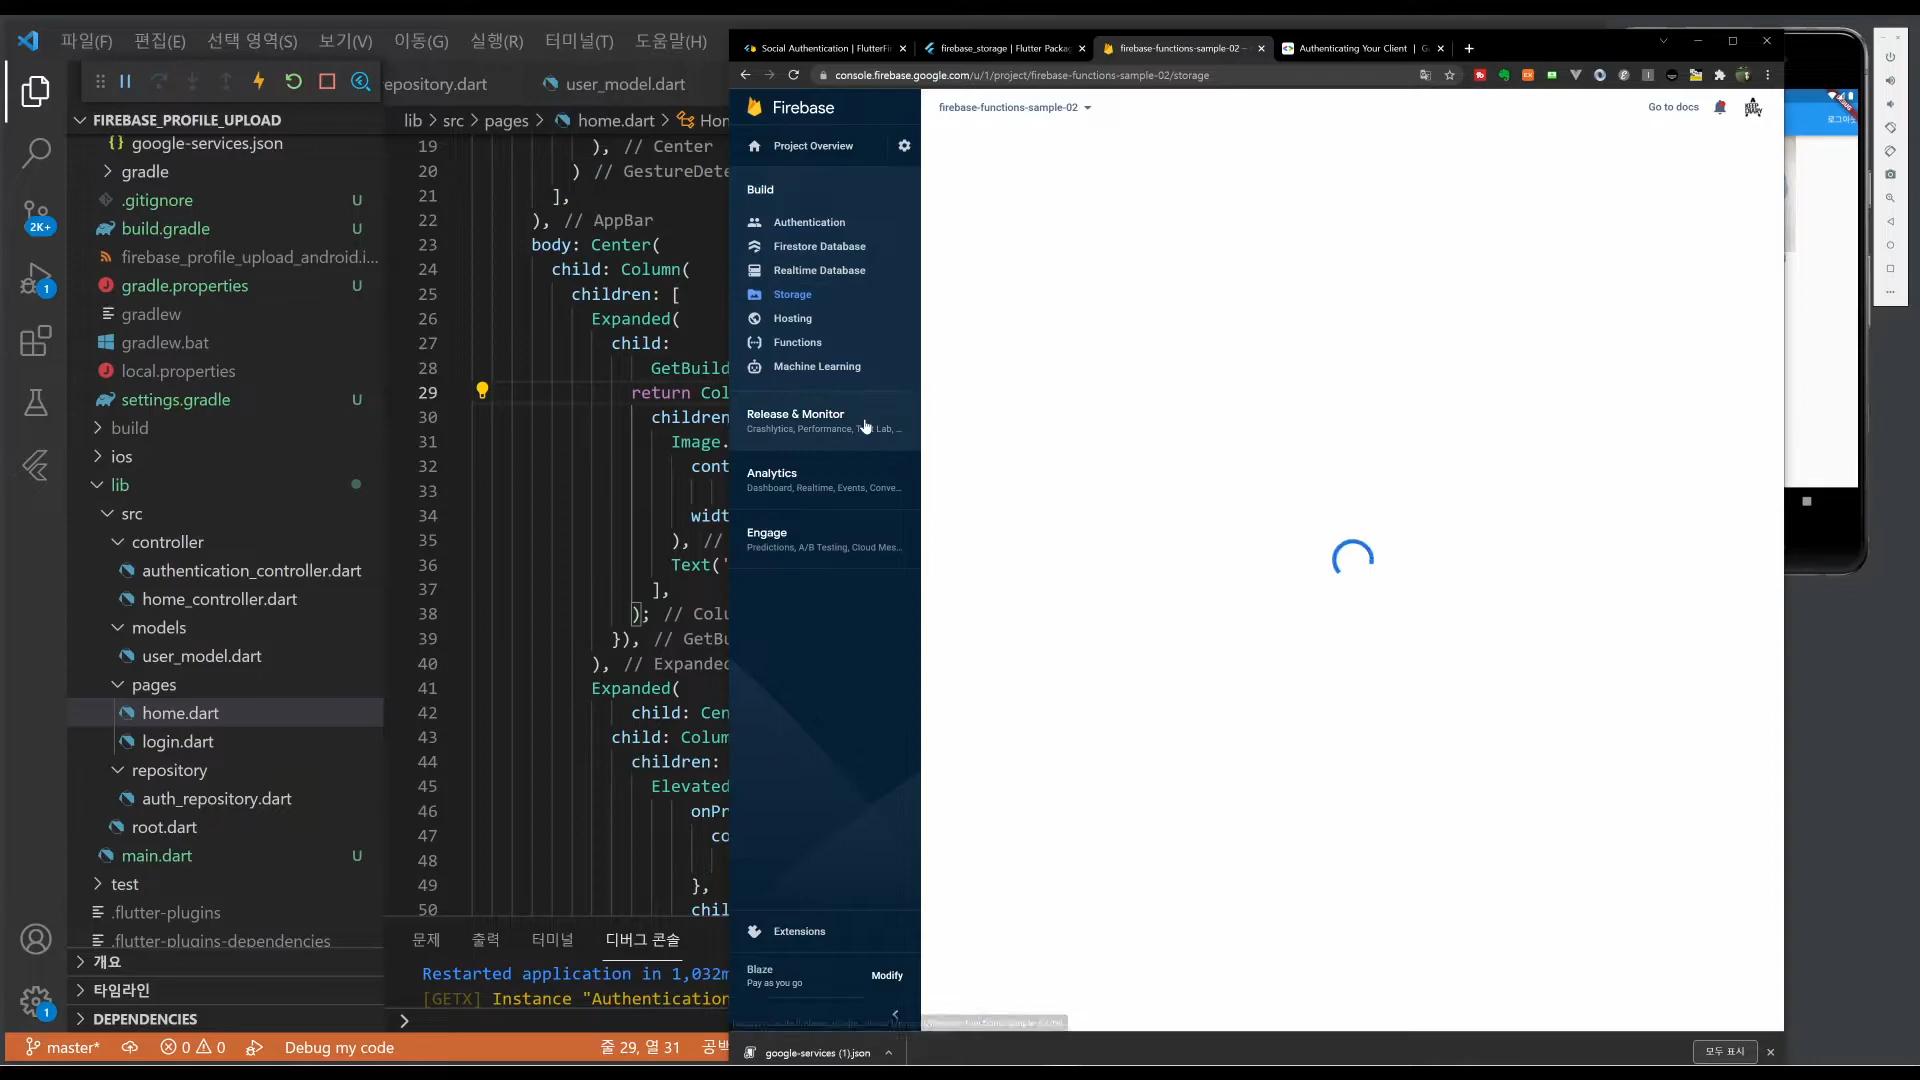 파일(F) 편집(E) 선택 영역(S) 보기(V) 이동(G) 실행(R) 터미널(T) 도움말(H)
epository.dart user_model.dart
FIREBASE_PROFILE_UPLOAD
lib > src > pages > home.dart >
google-services.json
gradle
.gitignore U
build.gradle U
firebase_profile_upload_android.i...
gradle.properties U
gradlew
gradlew.bat
local.properties
settings.gradle U
build
ios
lib
src
controller
authentication_controller.dart
home_controller.dart
models
user_model.dart
pages
home.dart
login.dart
repository
auth_repository.dart
root.dart
main.dart U
test
.flutter-plugins
.flutter-plugins-dependencies
개요
타임라인
DEPENDENCIES
2K+
1
1
19 ), // Center
20 ) // GestureDete
21 ],
22 ), // AppBar
23 body: Center(
24 child: Column(
25 children: [
26 Expanded(
27 child:
28 GetBuild
29 return Col
30 children
31 Image.
32 cont
33
34 widt
35 ), //
36 Text('
37 ],
38 ); // Colu
39 }), // GetBu
40 ), // Expanded
41 Expanded(
42 child: Cen
43 child: Colum
44 children:
45 Elevated
46 onPr
47 co
48
49 },
50 chil
문제 출력 터미널 디버그 콘솔
Restarted application in 1,032m
[GETX] Instance "Authentication
>
master* 0 0 Debug my code 줄 29, 열 31 공백
Social Authentication | FlutterFi
firebase_storage | Flutter Packa
firebase-functions-sample-02 –
Authenticating Your Client | G
console.firebase.google.com/u/1/project/firebase-functions-sample-02/storage
Firebase
firebase-functions-sample-02
Go to docs
Project Overview
Build
Authentication
Firestore Database
Realtime Database
Storage
Hosting
Functions
Machine Learning
Release & Monitor
Crashlytics, Performance, Lab, ...
Analytics
Dashboard, Realtime, Events, Conve...
Engage
Predictions, A/B Testing, Cloud Mes...
Extensions
Blaze
Pay as you go
Modify
google-services (1).json
모두 표시
로그아웃